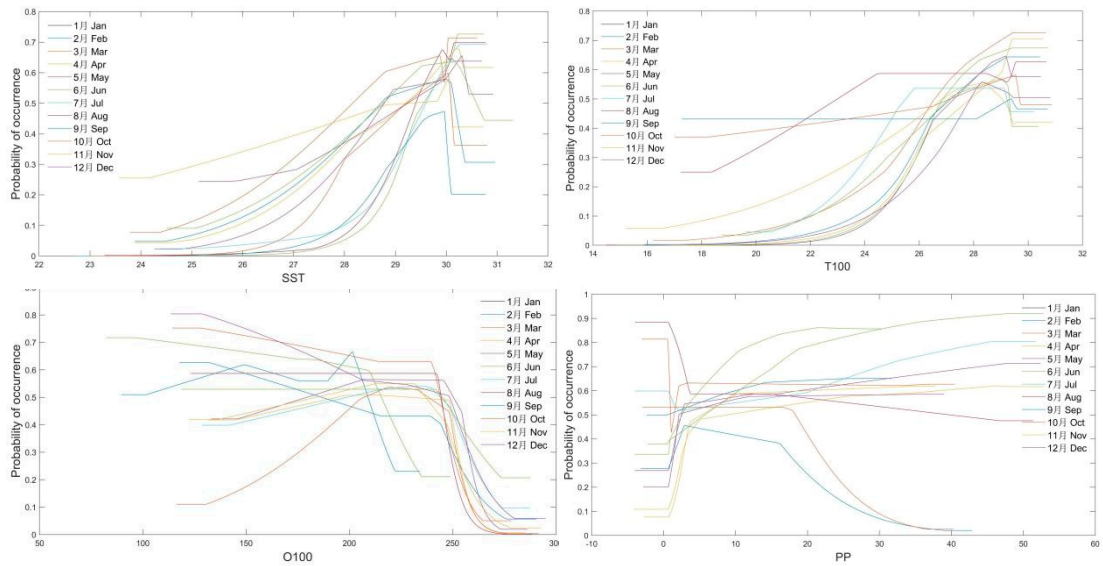 0.8
0.7
0.6
0.5
0.4
0.3
0.2
0.1
0
Probability of occurrence
1月 Jan
2月 Feb
3月 Mar
4月 Apr
5月 May
6月 Jun
7月 Jul
8月 Aug
9月 Sep
10月 Oct
11月 Nov
12月 Dec
22 23 24 25 26 27 28 29 30 31 32
SST
0.8
0.7
0.6
0.5
0.4
0.3
0.2
0.1
0
Probability of occurrence
1月 Jan
2月 Feb
3月 Mar
4月 Apr
5月 May
6月 Jun
7月 Jul
8月 Aug
9月 Sep
10月 Oct
11月 Nov
12月 Dec
14 16 18 20 22 24 26 28 30 32
T100
0.8
0.7
0.6
0.5
0.4
0.3
0.2
0.1
0
Probability of occurrence
1月 Jan
2月 Feb
3月 Mar
4月 Apr
5月 May
6月 Jun
7月 Jul
8月 Aug
9月 Sep
10月 Oct
11月 Nov
12月 Dec
50 100 150 200 250 300
O100
1
0.9
0.8
0.7
0.6
0.5
0.4
0.3
0.2
0.1
0
Probability of occurrence
1月 Jan
2月 Feb
3月 Mar
4月 Apr
5月 May
6月 Jun
7月 Jul
8月 Aug
9月 Sep
10月 Oct
11月 Nov
12月 Dec
-10 0 10 20 30 40 50 60
PP